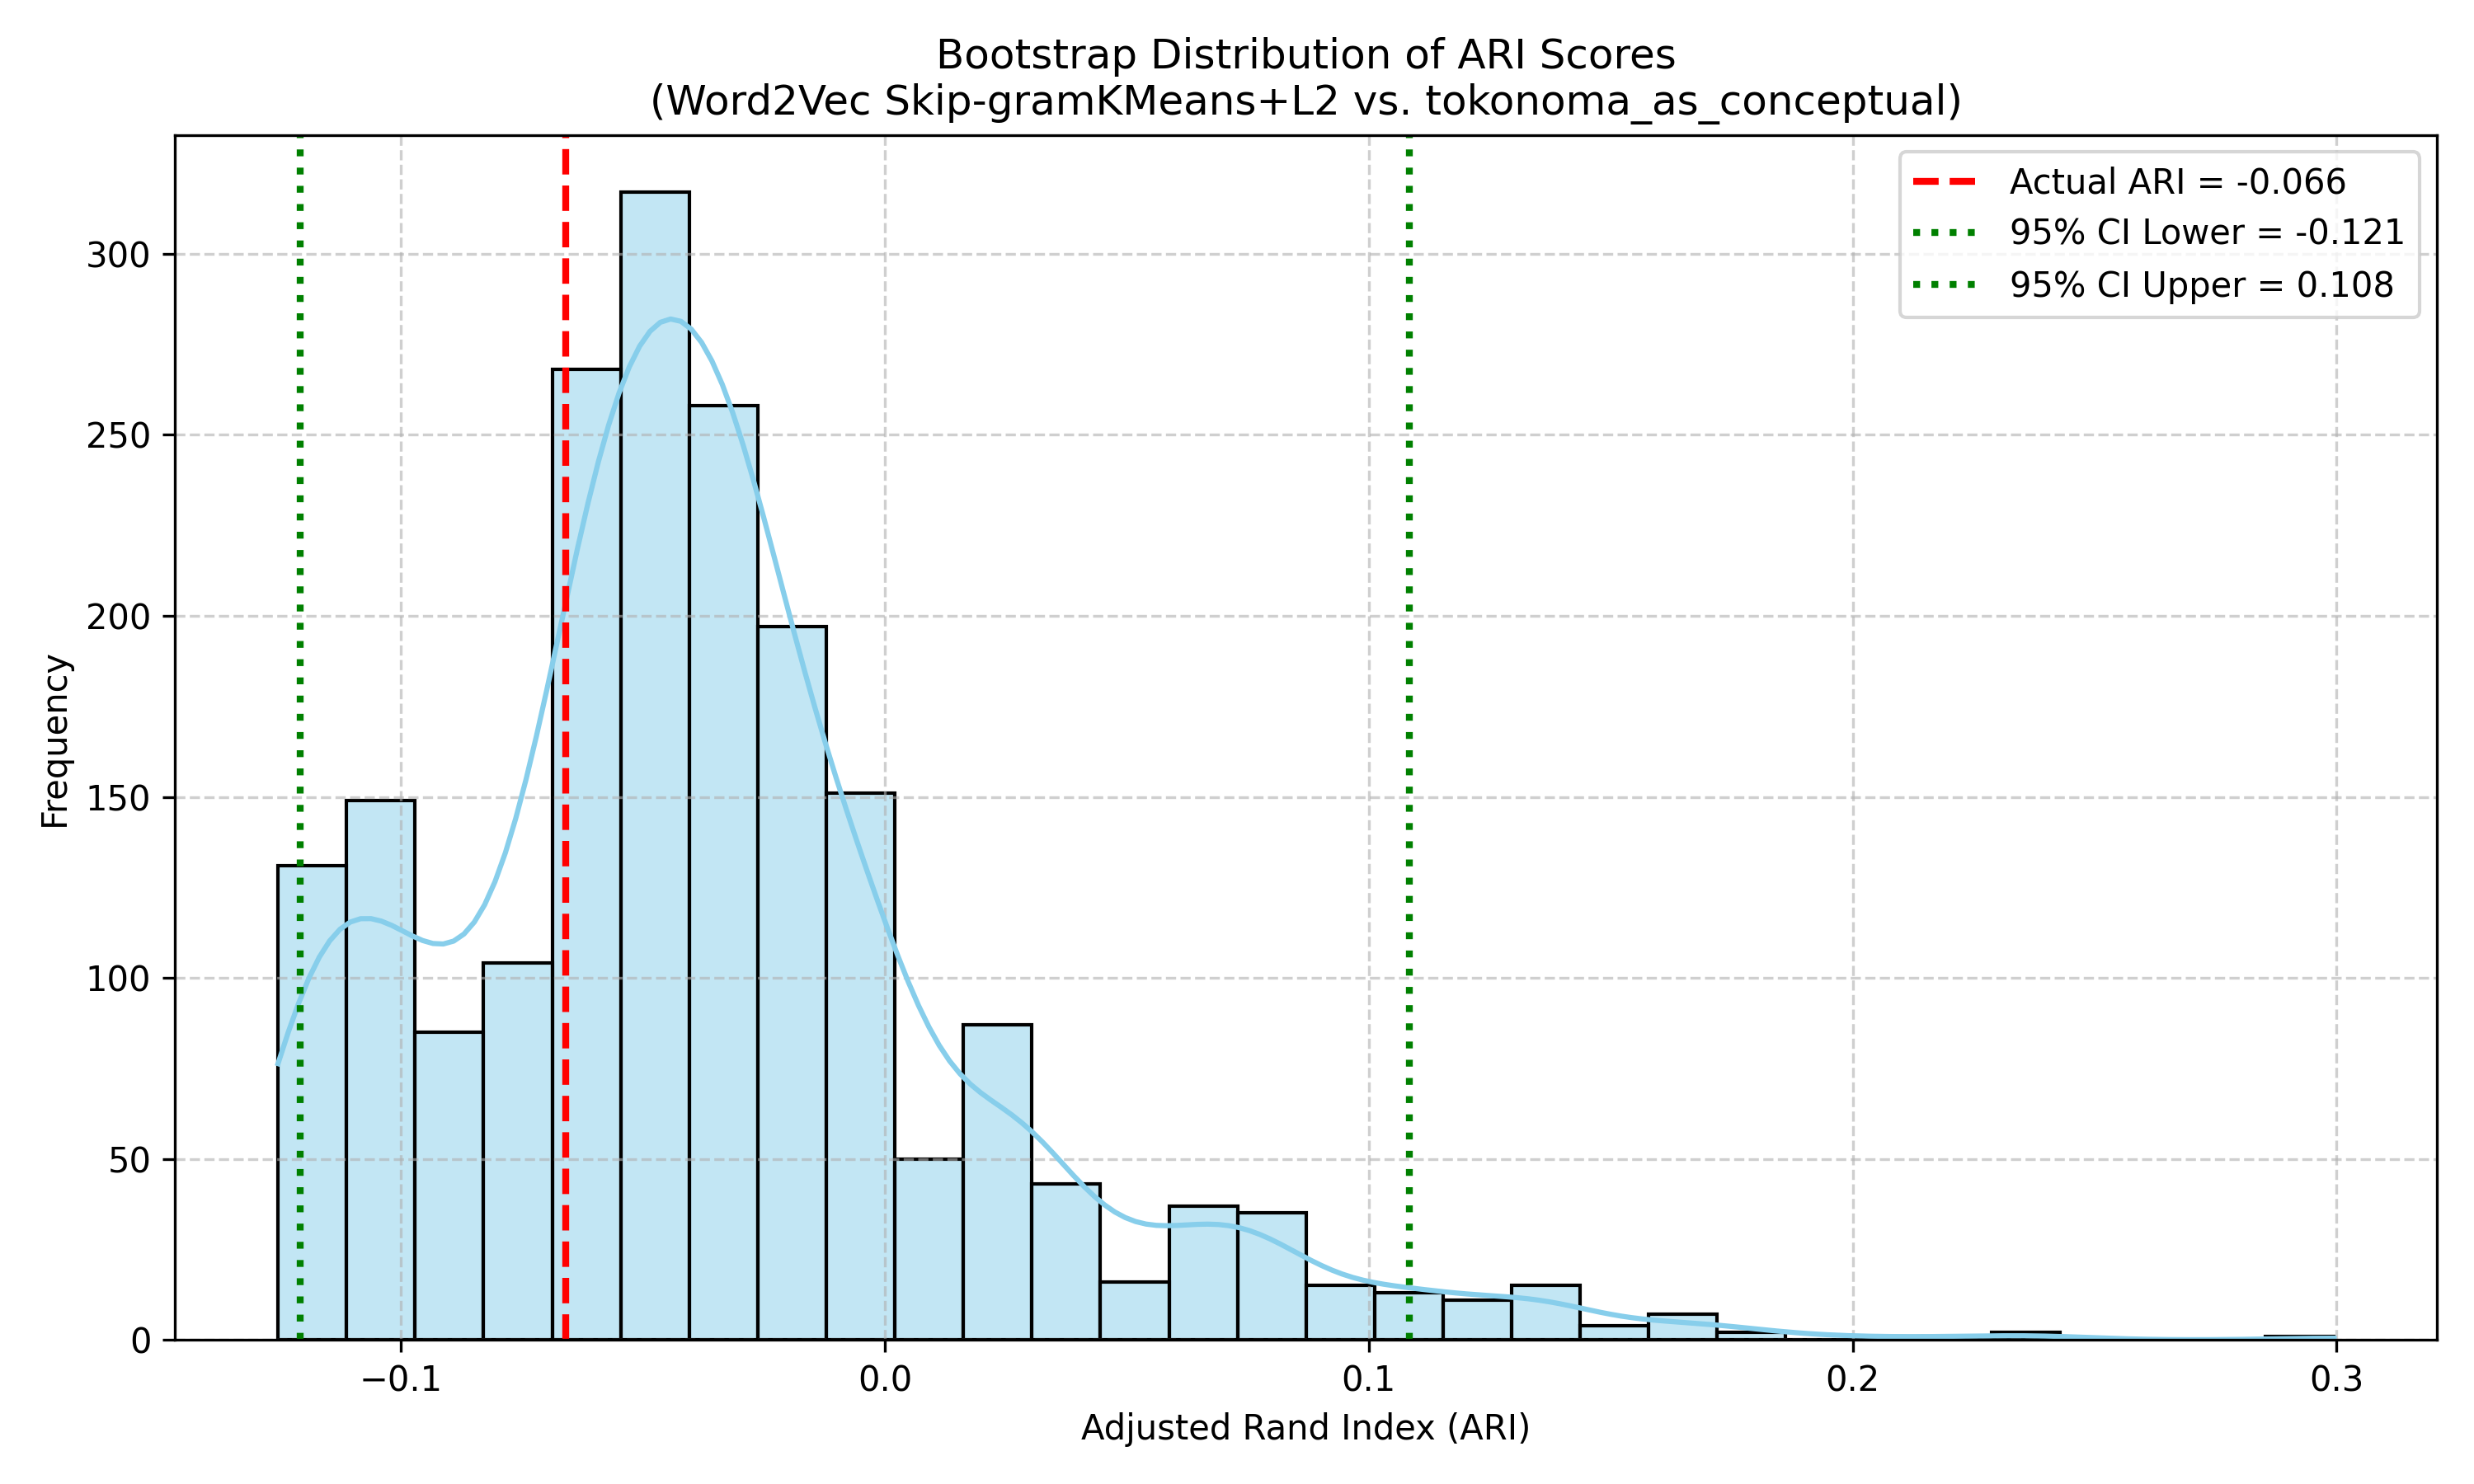 Bootstrap Distribution of ARI Scores
(Word2Vec Skip-gramKMeans+L2 vs. tokonoma_as_conceptual)
Actual ARI = -0.066
95% CI Lower = -0.121
95% CI Upper = 0.108
Frequency
300
250
200
150
100
50
0
−0.1
0.0
0.1
0.2
0.3
Adjusted Rand Index (ARI)